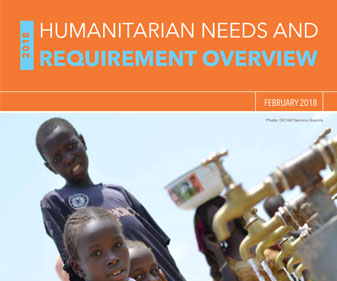 2018
HUMANITARIAN NEEDS AND
REQUIREMENT OVERVIEW
FEBRUARY 2018
Photo: OCHA/Yasmina Guerda